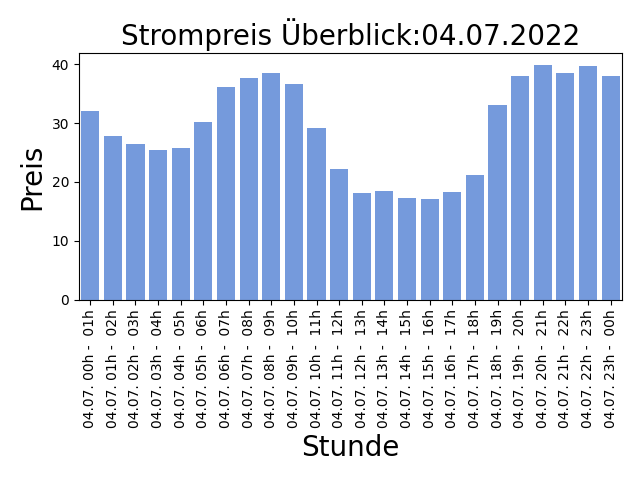 Strompreis Überblick:04.07.2022
Preis
40
30
20
10
0
04.07. 00h -  01h
04.07. 01h -  02h
04.07. 02h -  03h
04.07. 03h -  04h
04.07. 04h -  05h
04.07. 05h -  06h
04.07. 06h -  07h
04.07. 07h -  08h
04.07. 08h -  09h
04.07. 09h -  10h
04.07. 10h -  11h
04.07. 11h -  12h
04.07. 12h -  13h
04.07. 13h -  14h
04.07. 14h -  15h
04.07. 15h -  16h
04.07. 16h -  17h
04.07. 17h -  18h
04.07. 18h -  19h
04.07. 19h -  20h
04.07. 20h -  21h
04.07. 21h -  22h
04.07. 22h -  23h
04.07. 23h -  00h
Stunde